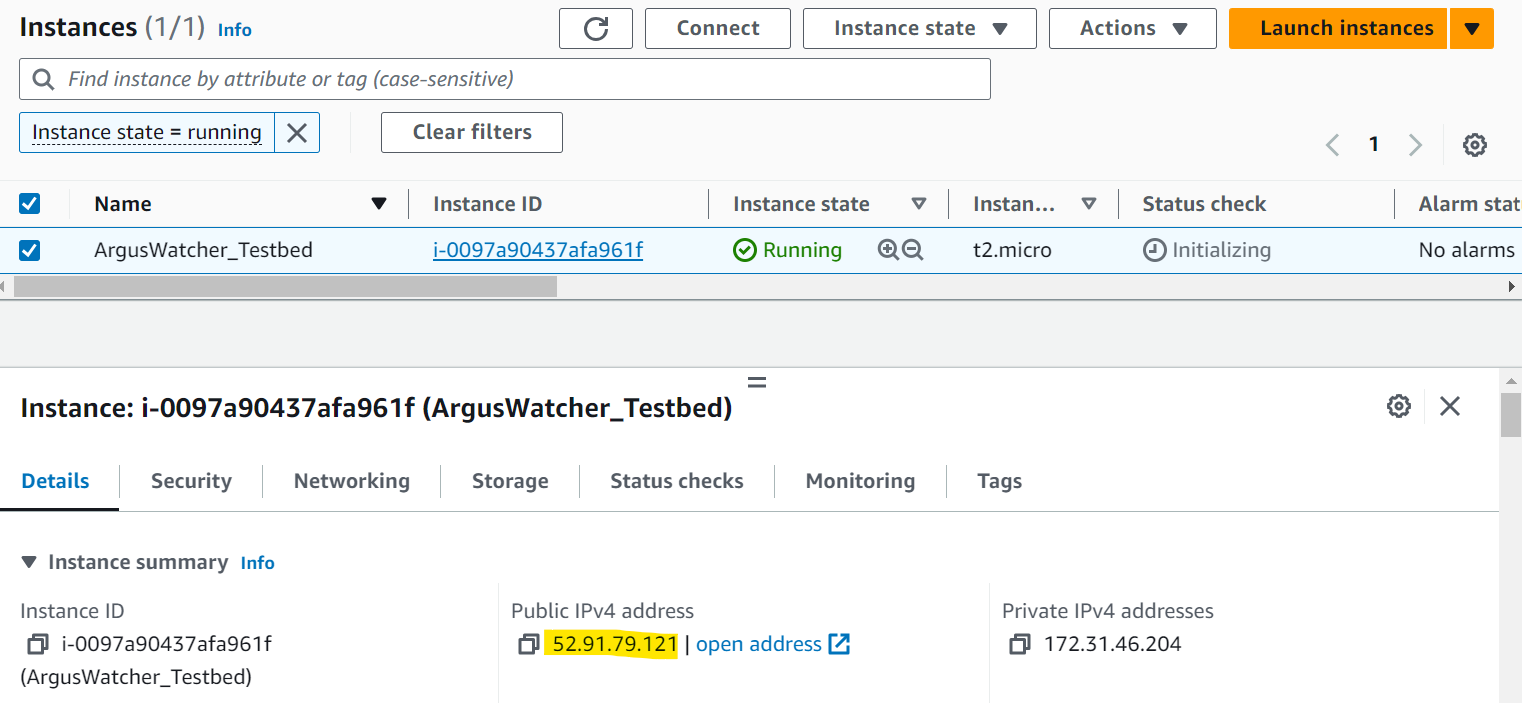 Instances (1/1) Info
Connect
Instance state
Actions
Launch instances
Find instance by attribute or tag (case-sensitive)
Instance state = running
Clear filters
1
Name Instance ID Instance state Instan... Status check Alarm stat
ArgusWatcher_Testbed i-0097a90437afa961f Running t2.micro Initializing No alarms
Instance: i-0097a90437afa961f (ArgusWatcher_Testbed)
Details Security Networking Storage Status checks Monitoring Tags
Instance summary Info
Instance ID
i-0097a90437afa961f
(ArgusWatcher_Testbed)
Public IPv4 address
52.91.79.121 | open address
Private IPv4 addresses
172.31.46.204